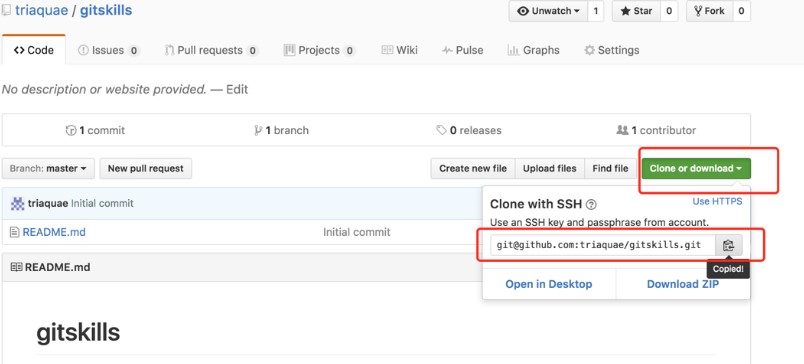 triaquae / gitskills
Unwatch 1 Star 0 Fork 0
Code Issues 0 Pull requests 0 Projects 0 Wiki Pulse Graphs Settings
No description or website provided. — Edit
1 commit 1 branch 0 releases 1 contributor
Branch: master New pull request Create new file Upload files Find file Clone or download
triaquae Initial commit
Clone with SSH ? Use HTTPS
Use an SSH key and passphrase from account.
README.md Initial commit
git@github.com:triaquae/gitskills.git
Copied!
README.md
Open in Desktop Download ZIP
gitskills